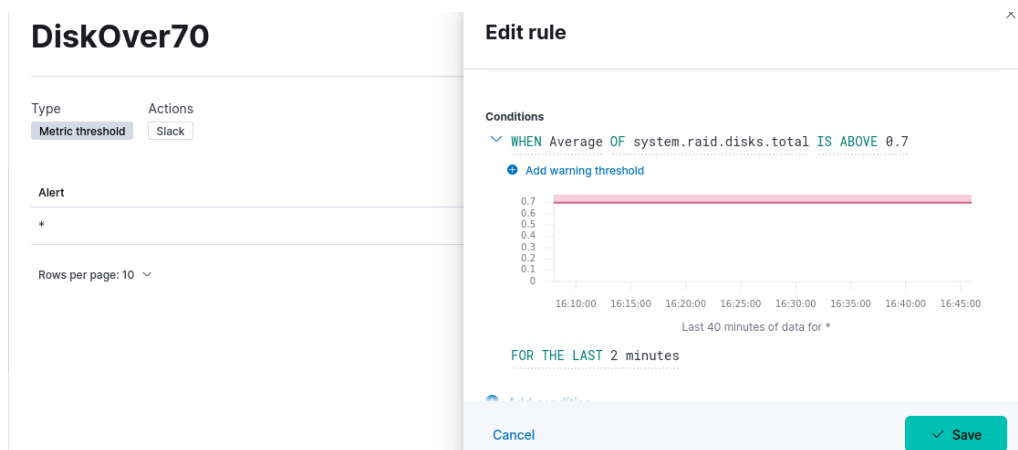 DiskOver70
Type
Actions
Metric threshold
Slack
Alert
*
Rows per page: 10
Edit rule
Conditions
WHEN Average OF system.raid.disks.total IS ABOVE 0.7
Add warning threshold
0.7
0.6
0.5
0.4
0.3
0.2
0.1
0
16:10:00 16:15:00 16:20:00 16:25:00 16:30:00 16:35:00 16:40:00 16:45:00
Last 40 minutes of data for *
FOR THE LAST 2 minutes
Add condition
Cancel
Save